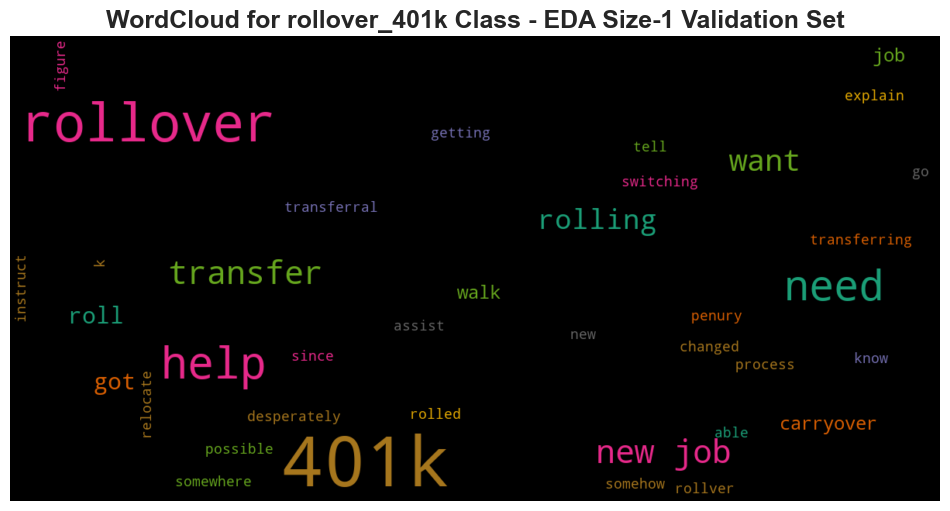 WordCloud for rollover_401k Class - EDA Size-1 Validation Set
figure
job
explain
rollover
getting
tell
want
go
switching
transferral
rolling
transferring
instruct
k
transfer
need
walk
roll
assist
penury
new
changed
help
since
know
process
got
relocate
desperately
rolled
carryover
able
possible
401k
new job
somewhere
somehow
rollver